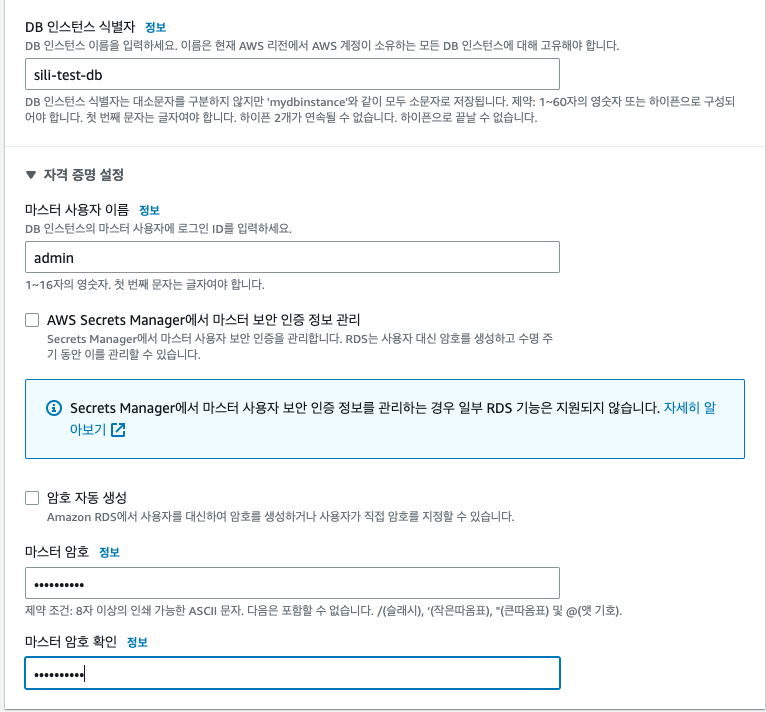 DB 인스턴스 식별자 정보
DB 인스턴스 이름을 입력하세요. 이름은 현재 AWS 리전에서 AWS 계정이 소유하는 모든 DB 인스턴스에 대해 고유해야 합니다.
sili-test-db
DB 인스턴스 식별자는 대소문자를 구분하지 않지만 'mydbinstance'와 같이 모두 소문자로 저장됩니다. 제약: 1~60자의 영숫자 또는 하이픈으로 구성되
어야 합니다. 첫 번째 문자는 글자여야 합니다. 하이픈 2개가 연속될 수 없습니다. 하이픈으로 끝날 수 없습니다.
▼ 자격 증명 설정
마스터 사용자 이름 정보
DB 인스턴스의 마스터 사용자에 로그인 ID를 입력하세요.
admin
1~16자의 영숫자. 첫 번째 문자는 글자여야 합니다.
AWS Secrets Manager에서 마스터 보안 인증 정보 관리
Secrets Manager에서 마스터 사용자 보안 인증을 관리합니다. RDS는 사용자 대신 암호를 생성하고 수명 주
기 동안 이를 관리할 수 있습니다.
Secrets Manager에서 마스터 사용자 보안 인증 정보를 관리하는 경우 일부 RDS 기능은 지원되지 않습니다. 자세히 알
아보기
암호 자동 생성
Amazon RDS에서 사용자를 대신하여 암호를 생성하거나 사용자가 직접 암호를 지정할 수 있습니다.
마스터 암호 정보
••••••••••
제약 조건: 8자 이상의 인쇄 가능한 ASCII 문자. 다음은 포함할 수 없습니다. /(슬래시), '(작은따옴표), "(큰따옴표) 및 @(앳 기호).
마스터 암호 확인 정보
••••••••••